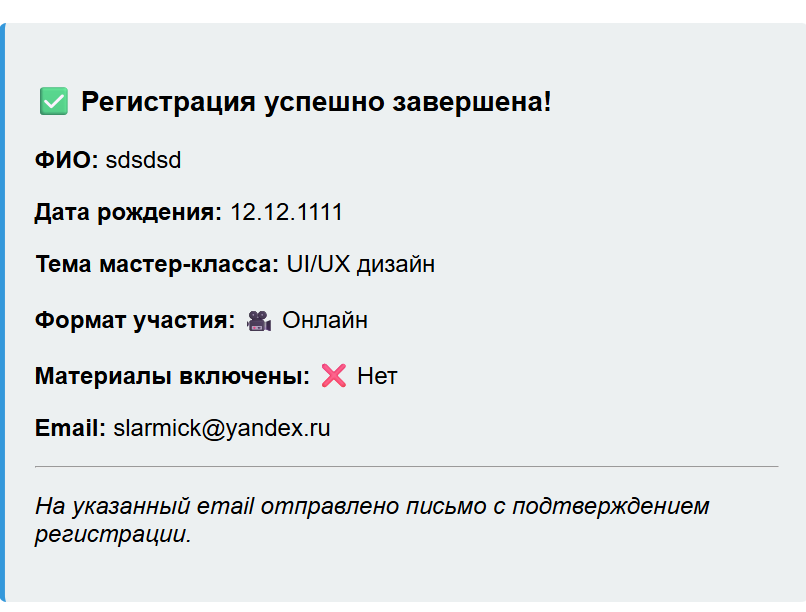 ✅ Регистрация успешно завершена!
ФИО: sdsdsd
Дата рождения: 12.12.1111
Тема мастер-класса: UI/UX дизайн
Формат участия: 🎥 Онлайн
Материалы включены: ❌ Нет
Email: slarmick@yandex.ru
На указанный email отправлено письмо с подтверждением
регистрации.